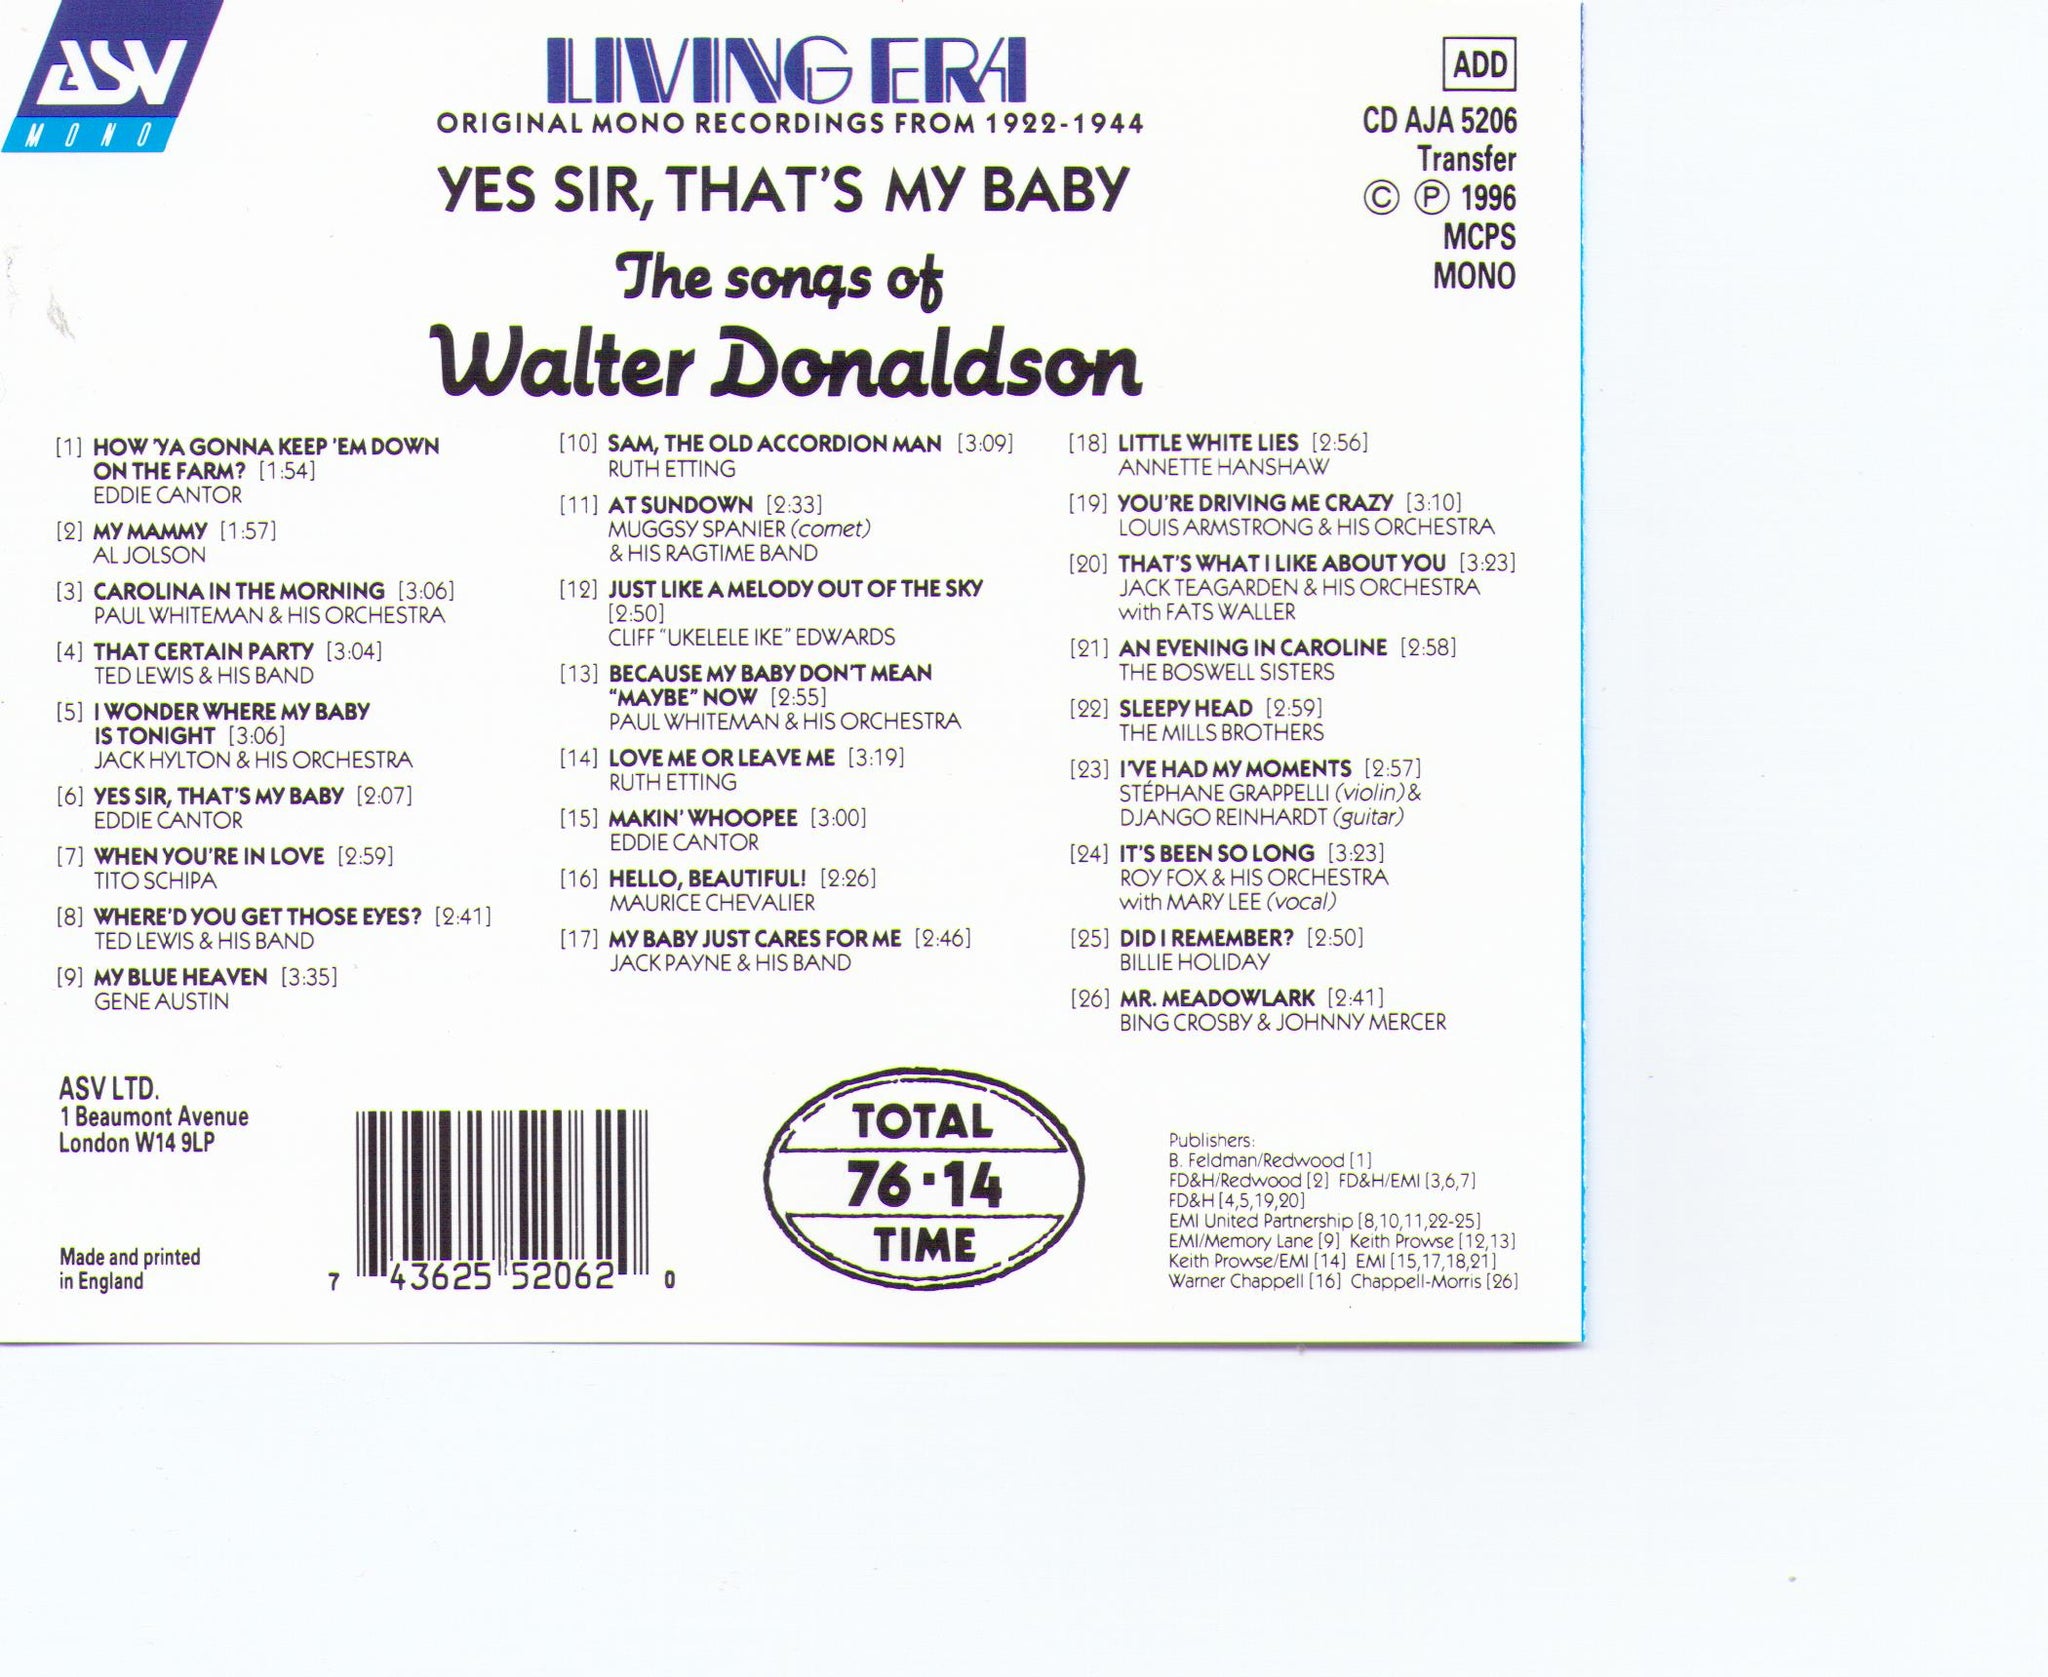 ASV
MONO
LIVING ERA
ORIGINAL MONO RECORDINGS FROM 1922-1944
YES SIR, THAT'S MY BABY
The songs of
Walter Donaldson
ADD
CD AJA 5206
Transfer
© ℗ 1996
MCPS
MONO
[1] HOW 'YA GONNA KEEP 'EM DOWN
ON THE FARM? [1:54]
EDDIE CANTOR
[2] MY MAMMY [1:57]
AL JOLSON
[3] CAROLINA IN THE MORNING [3:06]
PAUL WHITEMAN & HIS ORCHESTRA
[4] THAT CERTAIN PARTY [3:04]
TED LEWIS & HIS BAND
[5] I WONDER WHERE MY BABY
IS TONIGHT [3:06]
JACK HYLTON & HIS ORCHESTRA
[6] YES SIR, THAT'S MY BABY [2:07]
EDDIE CANTOR
[7] WHEN YOU'RE IN LOVE [2:59]
TITO SCHIPA
[8] WHERE'D YOU GET THOSE EYES? [2:41]
TED LEWIS & HIS BAND
[9] MY BLUE HEAVEN [3:35]
GENE AUSTIN
[10] SAM, THE OLD ACCORDION MAN [3:09]
RUTH ETTING
[11] AT SUNDOWN [2:33]
MUGGSY SPANIER (cornet)
& HIS RAGTIME BAND
[12] JUST LIKE A MELODY OUT OF THE SKY
[2:50]
CLIFF "UKELELE IKE" EDWARDS
[13] BECAUSE MY BABY DON'T MEAN
"MAYBE" NOW [2:55]
PAUL WHITEMAN & HIS ORCHESTRA
[14] LOVE ME OR LEAVE ME [3:19]
RUTH ETTING
[15] MAKIN' WHOOPEE [3:00]
EDDIE CANTOR
[16] HELLO, BEAUTIFUL! [2:26]
MAURICE CHEVALIER
[17] MY BABY JUST CARES FOR ME [2:46]
JACK PAYNE & HIS BAND
[18] LITTLE WHITE LIES [2:56]
ANNETTE HANSHAW
[19] YOU'RE DRIVING ME CRAZY [3:10]
LOUIS ARMSTRONG & HIS ORCHESTRA
[20] THAT'S WHAT I LIKE ABOUT YOU [3:23]
JACK TEAGARDEN & HIS ORCHESTRA
with FATS WALLER
[21] AN EVENING IN CAROLINE [2:58]
THE BOSWELL SISTERS
[22] SLEEPY HEAD [2:59]
THE MILLS BROTHERS
[23] I'VE HAD MY MOMENTS [2:57]
STÉPHANE GRAPPELLI (violin) &
DJANGO REINHARDT (guitar)
[24] IT'S BEEN SO LONG [3:23]
ROY FOX & HIS ORCHESTRA
with MARY LEE (vocal)
[25] DID I REMEMBER? [2:50]
BILLIE HOLIDAY
[26] MR. MEADOWLARK [2:41]
BING CROSBY & JOHNNY MERCER
ASV LTD.
1 Beaumont Avenue
London W14 9LP
Made and printed
in England
7 43625 52062 0
TOTAL
76·14
TIME
Publishers:
B. Feldman/Redwood [1]
FD&H/Redwood [2] FD&H/EMI [3,6,7]
FD&H [4,5,19,20]
EMI United Partnership [8,10,11,22-25]
EMI/Memory Lane [9] Keith Prowse [12,13]
Keith Prowse/EMI [14] EMI [15,17,18,21]
Warner Chappell [16] Chappell-Morris [26]